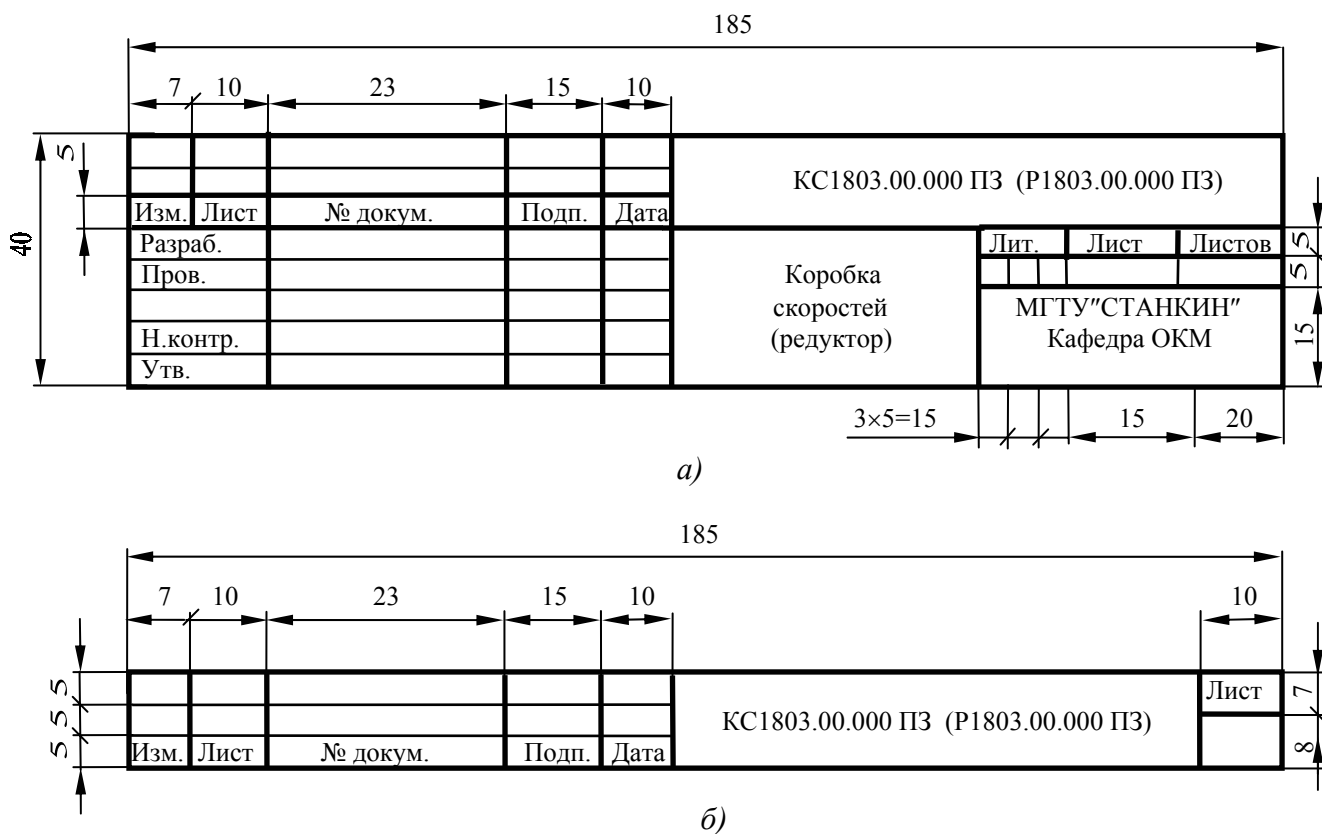 185
7 10 23 15 10
5
КС1803.00.000 ПЗ (Р1803.00.000 ПЗ)
Изм. Лист № докум. Подп. Дата
40
Разраб. Лит. Лист Листов 5
Пров. 5
Коробка
скоростей
(редуктор)
МГТУ"СТАНКИН"
Кафедра ОКМ
15
Н.контр.
Утв.
3×5=15 15 20
а)
185
7 10 23 15 10 10
5 Лист 7
5 КС1803.00.000 ПЗ (Р1803.00.000 ПЗ)
5 Изм. Лист № докум. Подп. Дата 8
б)